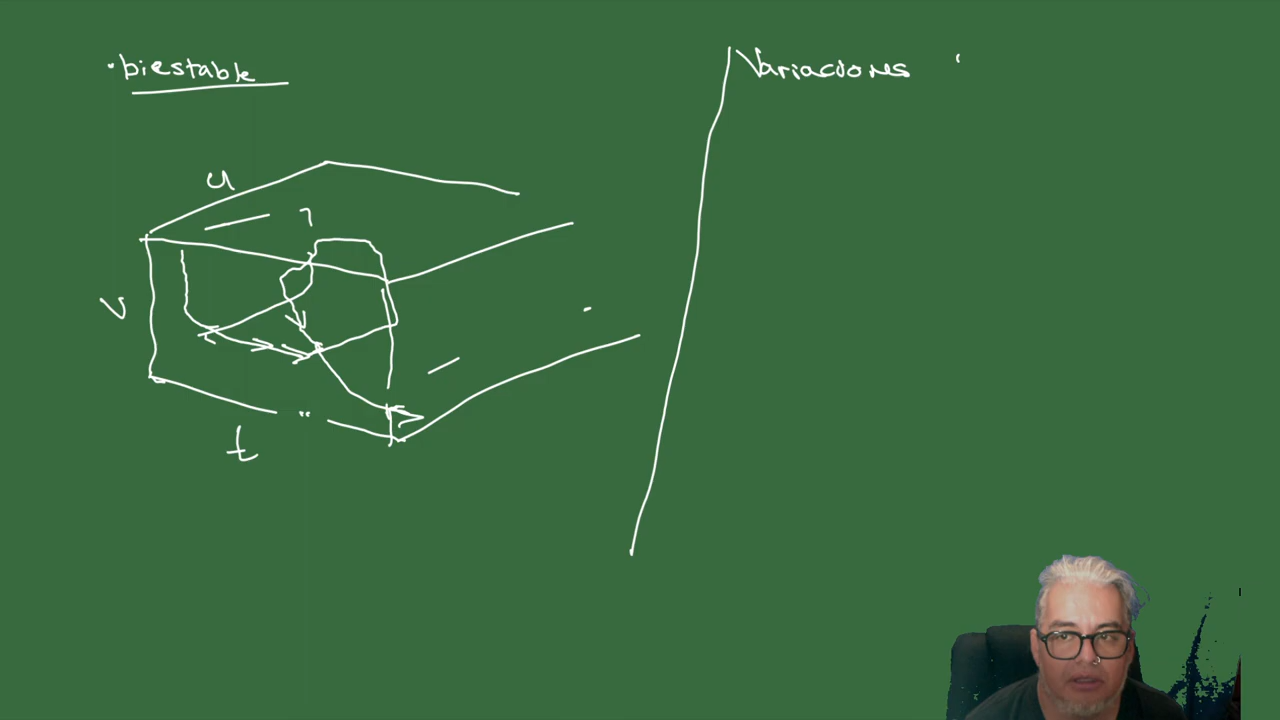 · biestable
u
v
t
Variaciones